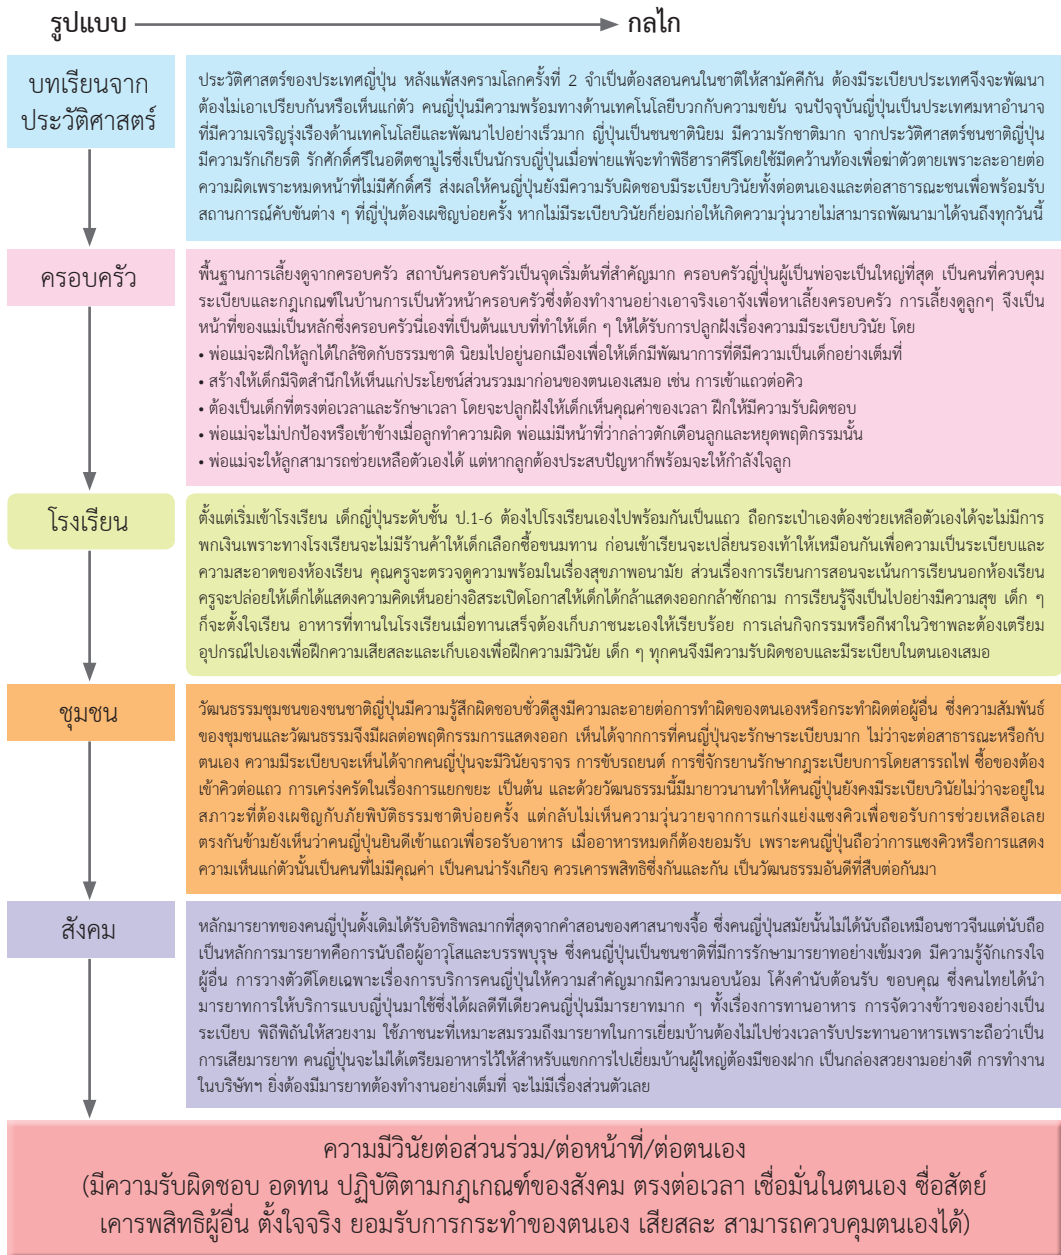 รูปแบบ กลไก
บทเรียนจาก
ประวัติศาสตร์
ประวัติศาสตร์ของประเทศญี่ปุ่น หลังแพ้สงครามโลกครั้งที่ 2 จำเป็นต้องสอนคนในชาติให้สามัคคีกัน ต้องมีระเบียบประเทศจึงจะพัฒนา
ต้องไม่เอาเปรียบกันหรือเห็นแก่ตัว คนญี่ปุ่นมีความพร้อมทางด้านเทคโนโลยีบวกกับความขยัน จนปัจจุบันญี่ปุ่นเป็นประเทศมหาอำนาจ
ที่มีความเจริญรุ่งเรืองด้านเทคโนโลยีและพัฒนาไปอย่างเร็วมาก ญี่ปุ่นเป็นชนชาตินิยม มีความรักชาติมาก จากประวัติศาสตร์ชนชาติญี่ปุ่น
มีความรักเกียรติ รักศักดิ์ศรีในอดีตซามูไรซึ่งเป็นนักรบญี่ปุ่นเมื่อพ่ายแพ้จะทำพิธีฮาราคีรีโดยใช้มีดคว้านท้องเพื่อฆ่าตัวตายเพราะละอายต่อ
ความผิดเพราะหมดหน้าที่ไม่มีศักดิ์ศรี ส่งผลให้คนญี่ปุ่นยังมีความรับผิดชอบมีระเบียบวินัยทั้งต่อตนเองและต่อสาธารณะชนเพื่อพร้อมรับ
สถานการณ์คับขันต่าง ๆ ที่ญี่ปุ่นต้องเผชิญบ่อยครั้ง หากไม่มีระเบียบวินัยก็ย่อมก่อให้เกิดความวุ่นวายไม่สามารถพัฒนามาได้จนถึงทุกวันนี้
ครอบครัว
พื้นฐานการเลี้ยงดูจากครอบครัว สถาบันครอบครัวเป็นจุดเริ่มต้นที่สำคัญมาก ครอบครัวญี่ปุ่นผู้เป็นพ่อจะเป็นใหญ่ที่สุด เป็นคนที่ควบคุม
ระเบียบและกฎเกณฑ์ในบ้านการเป็นหัวหน้าครอบครัวซึ่งต้องทำงานอย่างเอาจริงเอาจังเพื่อหาเลี้ยงครอบครัว การเลี้ยงดูลูกๆ จึงเป็น
หน้าที่ของแม่เป็นหลักซึ่งครอบครัวนี่เองที่เป็นต้นแบบที่ทำให้เด็ก ๆ ให้ได้รับการปลูกฝังเรื่องความมีระเบียบวินัย โดย
• พ่อแม่จะฝึกให้ลูกได้ใกล้ชิดกับธรรมชาติ นิยมไปอยู่นอกเมืองเพื่อให้เด็กมีพัฒนาการที่ดีมีความเป็นเด็กอย่างเต็มที่
• สร้างให้เด็กมีจิตสำนึกให้เห็นแก่ประโยชน์ส่วนรวมมาก่อนของตนเองเสมอ เช่น การเข้าแถวต่อคิว
• ต้องเป็นเด็กที่ตรงต่อเวลาและรักษาเวลา โดยจะปลูกฝังให้เด็กเห็นคุณค่าของเวลา ฝึกให้มีความรับผิดชอบ
• พ่อแม่จะไม่ปกป้องหรือเข้าข้างเมื่อลูกทำความผิด พ่อแม่มีหน้าที่ว่ากล่าวตักเตือนลูกและหยุดพฤติกรรมนั้น
• พ่อแม่จะให้ลูกสามารถช่วยเหลือตัวเองได้ แต่หากลูกต้องประสบปัญหาก็พร้อมจะให้กำลังใจลูก
โรงเรียน
ตั้งแต่เริ่มเข้าโรงเรียน เด็กญี่ปุ่นระดับชั้น ป.1-6 ต้องไปโรงเรียนเองไปพร้อมกันเป็นแถว ถือกระเป๋าเองต้องช่วยเหลือตัวเองได้จะไม่มีการ
พกเงินเพราะทางโรงเรียนจะไม่มีร้านค้าให้เด็กเลือกซื้อขนมทาน ก่อนเข้าเรียนจะเปลี่ยนรองเท้าให้เหมือนกันเพื่อความเป็นระเบียบและ
ความสะอาดของห้องเรียน คุณครูจะตรวจดูความพร้อมในเรื่องสุขภาพอนามัย ส่วนเรื่องการเรียนการสอนจะเน้นการเรียนนอกห้องเรียน
ครูจะปล่อยให้เด็กได้แสดงความคิดเห็นอย่างอิสระเปิดโอกาสให้เด็กได้กล้าแสดงออกกล้าซักถาม การเรียนรู้จึงเป็นไปอย่างมีความสุข เด็ก ๆ
ก็จะตั้งใจเรียน อาหารที่ทานในโรงเรียนเมื่อทานเสร็จต้องเก็บภาชนะเองให้เรียบร้อย การเล่นกิจกรรมหรือกีฬาในวิชาพละต้องเตรียม
อุปกรณ์ไปเองเพื่อฝึกความเสียสละและเก็บเองเพื่อฝึกความมีวินัย เด็ก ๆ ทุกคนจึงมีความรับผิดชอบและมีระเบียบในตนเองเสมอ
ชุมชน
วัฒนธรรมชุมชนของชนชาติญี่ปุ่นมีความรู้สึกผิดชอบชั่วดีสูงมีความละอายต่อการทำผิดของตนเองหรือกระทำผิดต่อผู้อื่น ซึ่งความสัมพันธ์
ของชุมชนและวัฒนธรรมจึงมีผลต่อพฤติกรรมการแสดงออก เห็นได้จากการที่คนญี่ปุ่นจะรักษาระเบียบมาก ไม่ว่าจะต่อสาธารณะหรือกับ
ตนเอง ความมีระเบียบจะเห็นได้จากคนญี่ปุ่นจะมีวินัยจราจร การขับรถยนต์ การขี่จักรยานรักษากฎระเบียบการโดยสารรถไฟ ซื้อของต้อง
เข้าคิวต่อแถว การเคร่งครัดในเรื่องการแยกขยะ เป็นต้น และด้วยวัฒนธรรมนี้มีมายาวนานทำให้คนญี่ปุ่นยังคงมีระเบียบวินัยไม่ว่าจะอยู่ใน
สภาวะที่ต้องเผชิญกับภัยพิบัติธรรมชาติบ่อยครั้ง แต่กลับไม่เห็นความวุ่นวายจากการแก่งแย่งแซงคิวเพื่อขอรับการช่วยเหลือเลย
ตรงกันข้ามยังเห็นว่าคนญี่ปุ่นยินดีเข้าแถวเพื่อรอรับอาหาร เมื่ออาหารหมดก็ต้องยอมรับ เพราะคนญี่ปุ่นถือว่าการแซงคิวหรือการแสดง
ความเห็นแก่ตัวนั้นเป็นคนที่ไม่มีคุณค่า เป็นคนน่ารังเกียจ ควรเคารพสิทธิซึ่งกันและกัน เป็นวัฒนธรรมอันดีที่สืบต่อกันมา
สังคม
หลักมารยาทของคนญี่ปุ่นดั้งเดิมได้รับอิทธิพลมากที่สุดจากคำสอนของศาสนาขงจื้อ ซึ่งคนญี่ปุ่นสมัยนั้นไม่ได้นับถือเหมือนชาวจีนแต่นับถือ
เป็นหลักการมารยาทคือการนับถือผู้อาวุโสและบรรพบุรุษ ซึ่งคนญี่ปุ่นเป็นชนชาติที่มีการรักษามารยาทอย่างเข้มงวด มีความรู้จักเกรงใจ
ผู้อื่น การวางตัวดีโดยเฉพาะเรื่องการบริการคนญี่ปุ่นให้ความสำคัญมากมีความนอบน้อม โค้งคำนับต้อนรับ ขอบคุณ ซึ่งคนไทยได้นำ
มารยาทการให้บริการแบบญี่ปุ่นมาใช้ซึ่งได้ผลดีทีเดียวคนญี่ปุ่นมีมารยาทมาก ๆ ทั้งเรื่องการทานอาหาร การจัดวางข้าวของอย่างเป็น
ระเบียบ พิถีพิถันให้สวยงาม ใช้ภาชนะที่เหมาะสมรวมถึงมารยาทในการเยี่ยมบ้านต้องไม่ไปช่วงเวลารับประทานอาหารเพราะถือว่าเป็น
การเสียมารยาท คนญี่ปุ่นจะไม่ได้เตรียมอาหารไว้ให้สำหรับแขกการไปเยี่ยมบ้านผู้ใหญ่ต้องมีของฝาก เป็นกล่องสวยงามอย่างดี การทำงาน
ในบริษัทฯ ยิ่งต้องมีมารยาทต้องทำงานอย่างเต็มที่ จะไม่มีเรื่องส่วนตัวเลย
ความมีวินัยต่อส่วนร่วม/ต่อหน้าที่/ต่อตนเอง
(มีความรับผิดชอบ อดทน ปฏิบัติตามกฎเกณฑ์ของสังคม ตรงต่อเวลา เชื่อมั่นในตนเอง ซื่อสัตย์
เคารพสิทธิผู้อื่น ตั้งใจจริง ยอมรับการกระทำของตนเอง เสียสละ สามารถควบคุมตนเองได้)